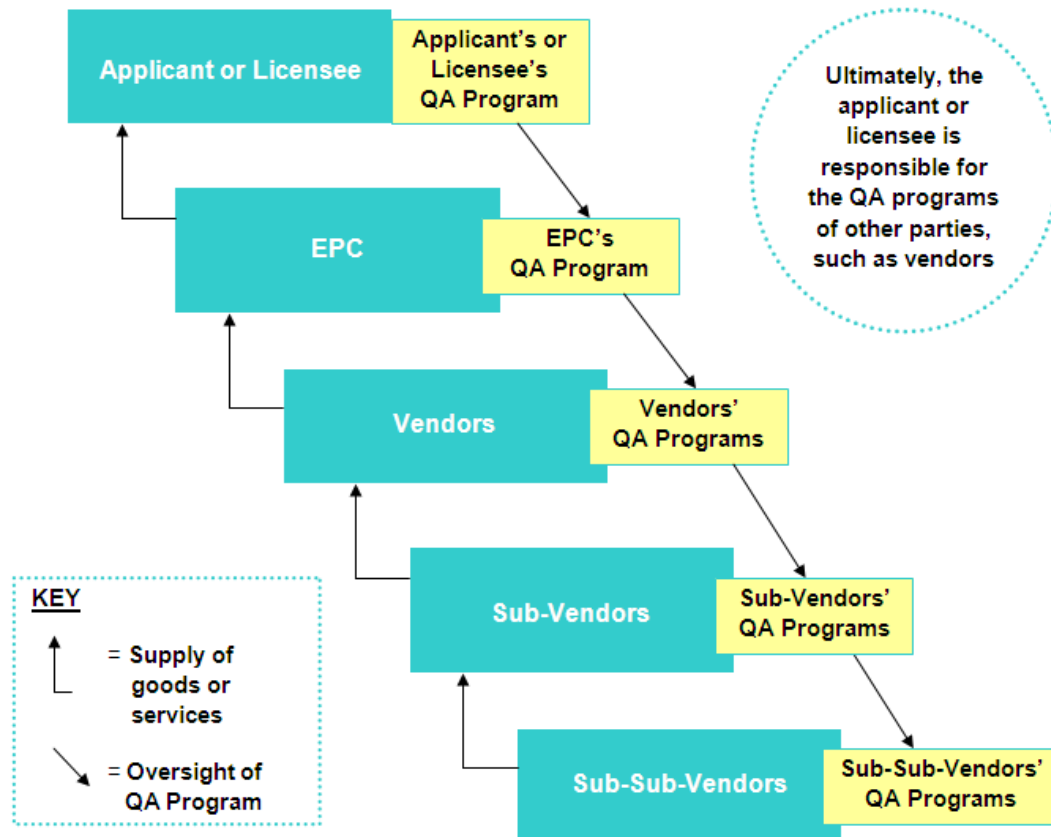 Applicant or Licensee
Applicant's or
Licensee's
QA Program
Ultimately, the
applicant or
licensee is
responsible for
the QA programs
of other parties,
such as vendors
EPC
EPC's
QA Program
Vendors
Vendors'
QA Programs
Sub-Vendors
Sub-Vendors'
QA Programs
Sub-Sub-Vendors
Sub-Sub-Vendors'
QA Programs
KEY
= Supply of
goods or
services
= Oversight of
QA Program